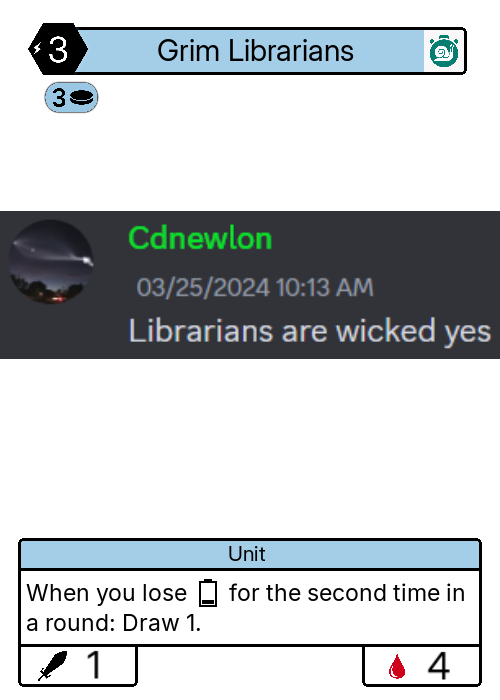 3 Grim Librarians
3
Cdnewlon
03/25/2024 10:13 AM
Librarians are wicked yes
Unit
When you lose for the second time in
a round: Draw 1.
1 4